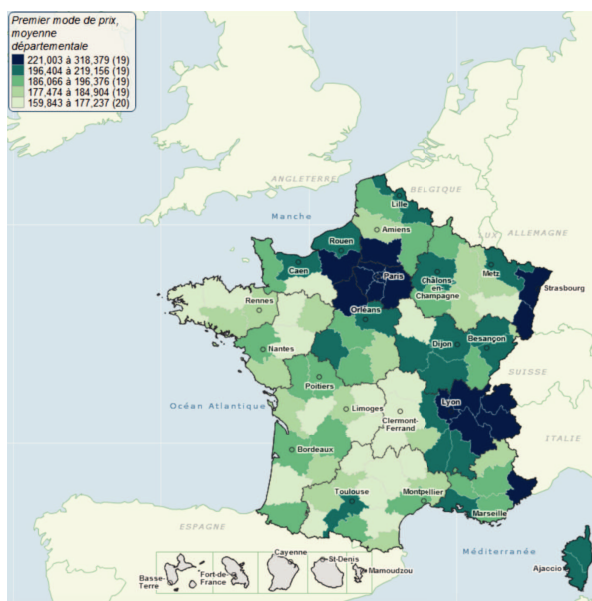 Premier mode de prix,
moyenne
départementale
221,003 à 318,379 (19)
196,404 à 219,156 (19)
186,066 à 196,376 (19)
177,474 à 184,904 (19)
159,843 à 177,237 (20)
ANGLETERRE
BELGIQUE
Lille
Manche
Amiens
LUX
ALLEMAGNE
Rouen
Caen
Paris
Châlons
en-
Champagne
Metz
Strasbourg
Rennes
Orléans
Nantes
Dijon
Besançon
SUISSE
Poitiers
Océan Atlantique
Limoges
Clermont-
Ferrand
Lyon
ITALIE
Bordeaux
Toulouse
Montpellier
Marseille
ESPAGNE
Méditerranée
Ajaccio
Basse-
Terre
Fort-de-
France
Cayenne
St-Denis
Mamoudzou